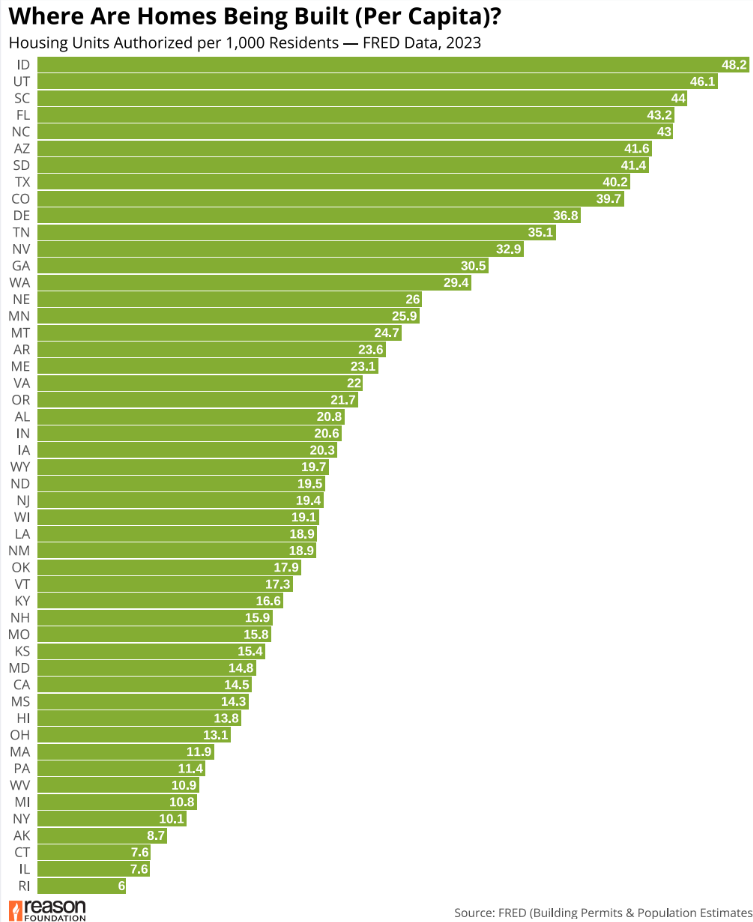 Where Are Homes Being Built (Per Capita)?
Housing Units Authorized per 1,000 Residents — FRED Data, 2023
ID 48.2
UT 46.1
SC 44
FL 43.2
NC 43
AZ 41.6
SD 41.4
TX 40.2
CO 39.7
DE 36.8
TN 35.1
NV 32.9
GA 30.5
WA 29.4
NE 26
MN 25.9
MT 24.7
AR 23.6
ME 23.1
VA 22
OR 21.7
AL 20.8
IN 20.6
IA 20.3
WY 19.7
ND 19.5
NJ 19.4
WI 19.1
LA 18.9
NM 18.9
OK 17.9
VT 17.3
KY 16.6
NH 15.9
MO 15.8
KS 15.4
MD 14.8
CA 14.5
MS 14.3
HI 13.8
OH 13.1
MA 11.9
PA 11.4
WV 10.9
MI 10.8
NY 10.1
AK 8.7
CT 7.6
IL 7.6
RI 6
reason
FOUNDATION
Source: FRED (Building Permits & Population Estimates